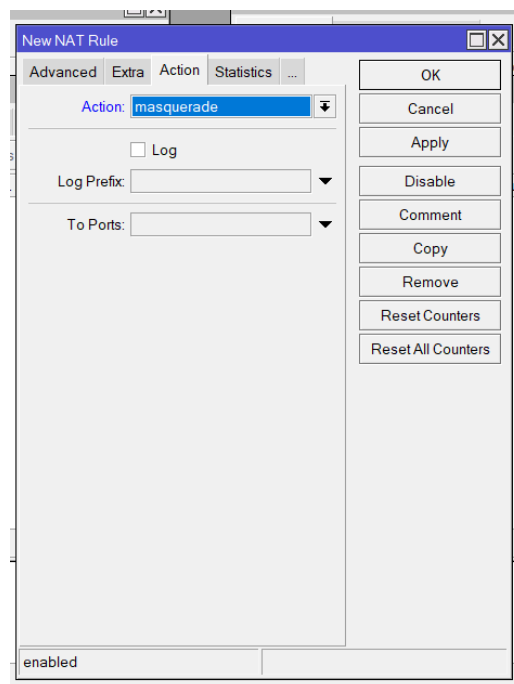 New NAT Rule
Advanced Extra Action Statistics ...
OK
Action: masquerade
Cancel
Log
Apply
Log Prefix:
Disable
To Ports:
Comment
Copy
Remove
Reset Counters
Reset All Counters
enabled